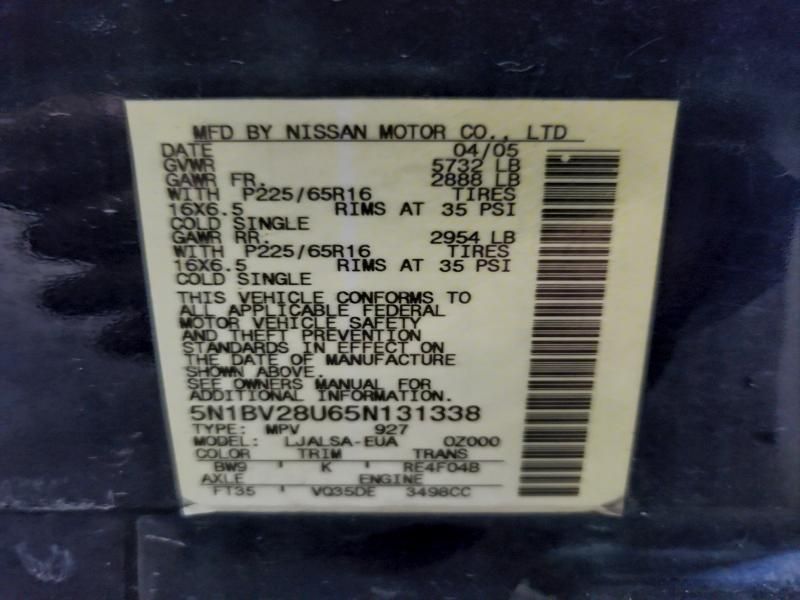 MFD BY NISSAN MOTOR CO., LTD
DATE 04/05
GVWR 5732 LB
GAWR FR. 2888 LB
WITH P225/65R16 TIRES
16X6.5 RIMS AT 35 PSI
COLD SINGLE
GAWR RR. 2954 LB
WITH P225/65R16 TIRES
16X6.5 RIMS AT 35 PSI
COLD SINGLE
THIS VEHICLE CONFORMS TO
ALL APPLICABLE FEDERAL
MOTOR VEHICLE SAFETY
AND THEFT PREVENTION
STANDARDS IN EFFECT ON
THE DATE OF MANUFACTURE
SHOWN ABOVE.
SEE OWNERS MANUAL FOR
ADDITIONAL INFORMATION.
5N1BV28U65N131338
TYPE: MPV 927
MODEL: LJALSA-EUA OZ000
COLOR TRIM TRANS
BW9 K RE4F04B
AXLE ENGINE
FT35 VQ35DE 3498CC